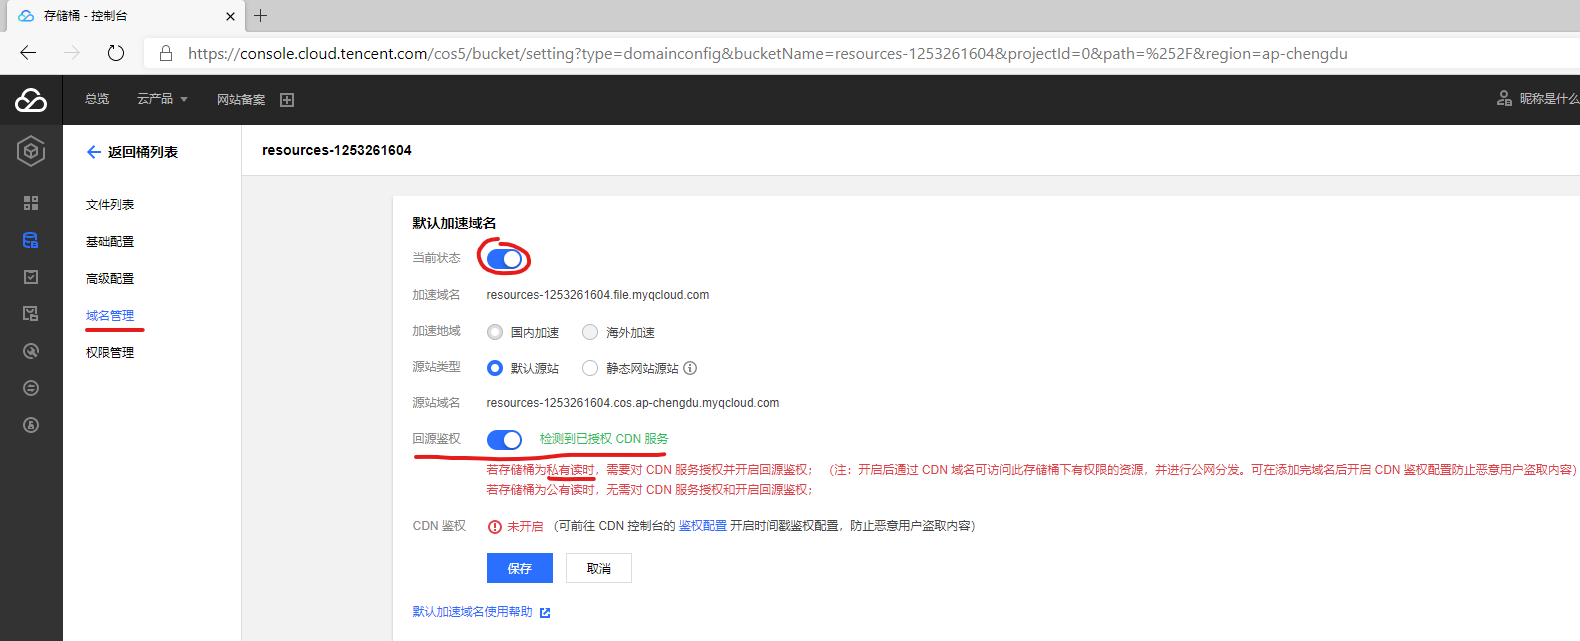 存储桶 - 控制台
https://console.cloud.tencent.com/cos5/bucket/setting?type=domainconfig&bucketName=resources-1253261604&projectId=0&path=%252F&region=ap-chengdu
总览 云产品 网站备案 昵称是什么
返回桶列表
resources-1253261604
文件列表
基础配置
高级配置
域名管理
权限管理
默认加速域名
当前状态
加速域名 resources-1253261604.file.myqcloud.com
加速地域 国内加速 海外加速
源站类型 默认源站 静态网站源站
源站域名 resources-1253261604.cos.ap-chengdu.myqcloud.com
回源鉴权 检测到已授权 CDN 服务
若存储桶为私有读时，需要对 CDN 服务授权并开启回源鉴权； （注：开启后通过 CDN 域名可访问此存储桶下有权限的资源，并进行公网分发。可在添加完域名后开启 CDN 鉴权配置防止恶意用户盗取内容）
若存储桶为公有读时，无需对 CDN 服务授权和开启回源鉴权；
CDN 鉴权 未开启 （可前往 CDN 控制台的 鉴权配置 开启时间戳鉴权配置，防止恶意用户盗取内容）
保存 取消
默认加速域名使用帮助